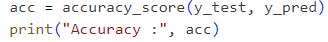 acc = accuracy_score(y_test, y_pred)
print("Accuracy :", acc)